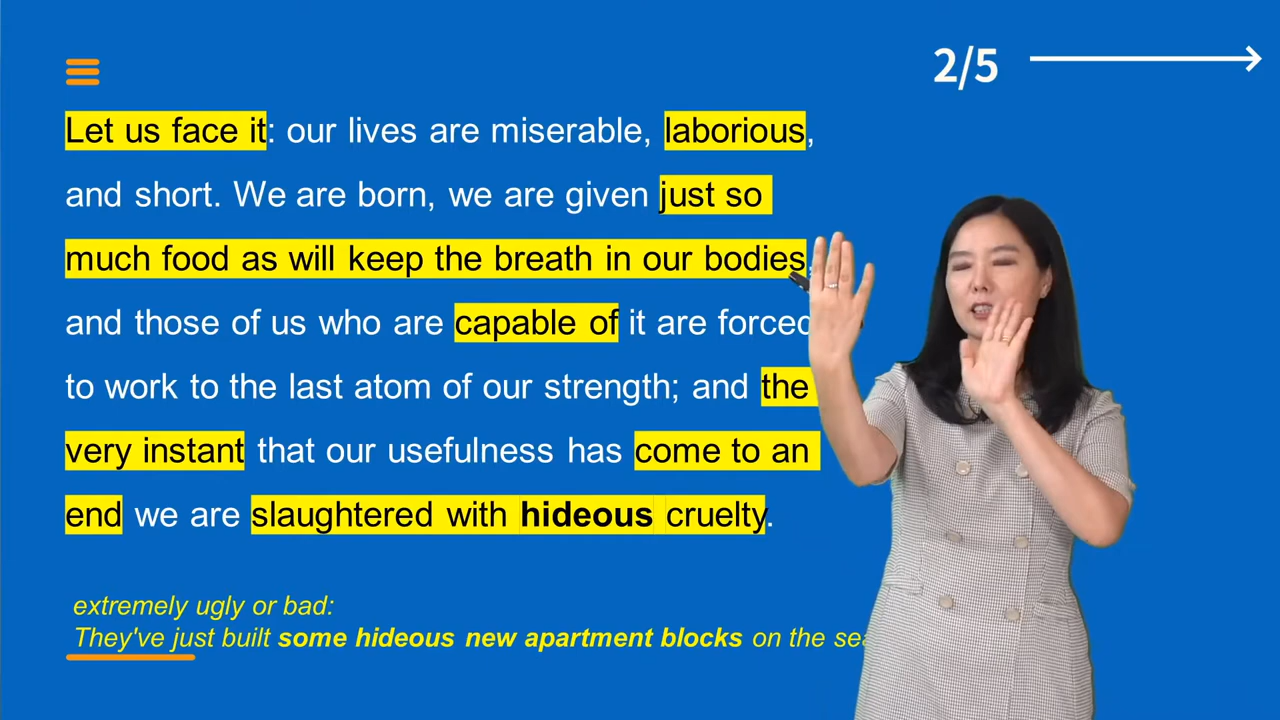 2/5
Let us face it: our lives are miserable, laborious,
and short. We are born, we are given just so
much food as will keep the breath in our bodies,
and those of us who are capable of it are forced
to work to the last atom of our strength; and the
very instant that our usefulness has come to an
end we are slaughtered with hideous cruelty.
extremely ugly or bad:
They've just built some hideous new apartment blocks on the